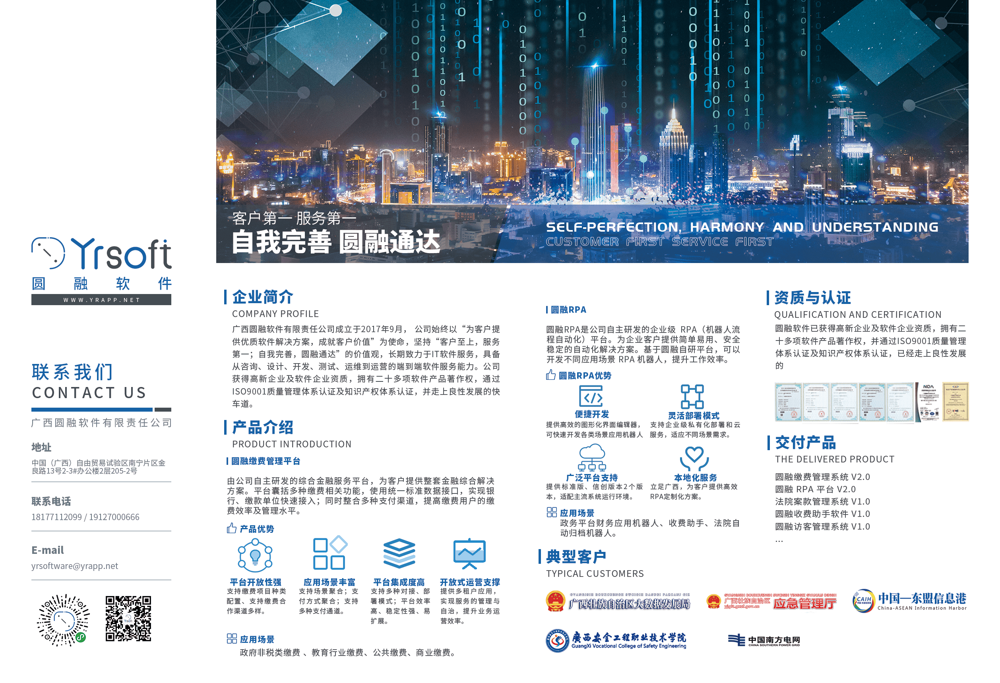 Yrsoft
圆融软件
WWW.YRAPP.NET
联系我们
CONTACT US
广西圆融软件有限责任公司
地址
中国（广西）自由贸易试验区南宁片区金
良路13号2-3#办公楼2层205-2号
联系电话
18177112099 / 19127000666
E-mail
yrsoftware@yrapp.net
客户第一 服务第一
自我完善 圆融通达
SELF-PERFECTION, HARMONY AND UNDERSTANDING
CUSTOMER FIRST SERVICE FIRST
企业简介
COMPANY PROFILE
广西圆融软件有限责任公司成立于2017年9月， 公司始终以“为客户提
供优质软件解决方案，成就客户价值”为使命，坚持“客户至上，服务
第一；自我完善，圆融通达”的价值观，长期致力于IT软件服务，具备
从咨询、设计、开发、测试、运维到运营的端到端软件服务能力。公司
获得高新企业及软件企业资质，拥有二十多项软件产品著作权，通过
ISO9001质量管理体系认证及知识产权体系认证，并走上良性发展的快
车道。
产品介绍
PRODUCT INTRODUCTION
圆融缴费管理平台
由公司自主研发的综合金融服务平台，为客户提供整套金融综合解决
方案。平台囊括多种缴费相关功能，使用统一标准数据接口，实现银
行、缴款单位快速接入；同时整合多种支付渠道，提高缴费用户的缴
费效率及管理水平。
产品优势
平台开放性强
支持缴费项目种类
配置、支持缴费合
作渠道多样。
应用场景丰富
支持场景聚合；支
付方式聚合；支持
多种支付通道。
平台集成度高
支持多种对接、部
署模式；平台效率
高、稳定性强、易
扩展。
开放式运营支撑
提供多租户应用，
实现服务的管理与
自治，提升业务运
营效率。
应用场景
政府非税类缴费 、教育行业缴费、公共缴费、商业缴费。
圆融RPA
圆融RPA是公司自主研发的企业级 RPA（机器人流
程自动化）平台。为企业客户提供简单易用、安全
稳定的自动化解决方案。基于圆融自研平台，可以
开发不同应用场景 RPA 机器人，提升工作效率。
圆融RPA优势
便捷开发
提供高效的图形化界面编辑器，
可快速开发各类场景应用机器人
灵活部署模式
支持企业级私有化部署和云
服务，适应不同场景需求。
广泛平台支持
提供标准版、信创版本2个版
本，适配主流系统运行环境。
本地化服务
立足广西，为客户提供高效
RPA定制化方案。
应用场景
政务平台财务应用机器人、收费助手、法院自
动归档机器人。
典型客户
TYPICAL CUSTOMERS
GVANGJSIH BOUXCUENGH SWCIGIH DASUGI FAZCANJ GIZ
广西壮族自治区大数据发展局
GVANGJSIH BOUXCUENGH SWCIGIH YINGGIZ GVANJLIJ DINGH
广西壮族自治区
yjglt.gxzf.gov.cn
应急管理厅
CAIH
中国—东盟信息港
China-ASEAN Information Harbor
廣西安全工程职业技术学院
GuangXi Vocational College of Safety Engineering
中国南方电网
CHINA SOUTHERN POWER GRID
资质与认证
QUALIFICATION AND CERTIFICATION
圆融软件已获得高新企业及软件企业资质，拥有二
十多项软件产品著作权，并通过ISO9001质量管理
体系认证及知识产权体系认证，已经走上良性发展
的
NOA
交付产品
THE DELIVERED PRODUCT
圆融缴费管理系统 V2.0
圆融 RPA 平台 V2.0
法院案款管理系统 V1.0
圆融收费助手软件 V1.0
圆融访客管理系统 V1.0
...